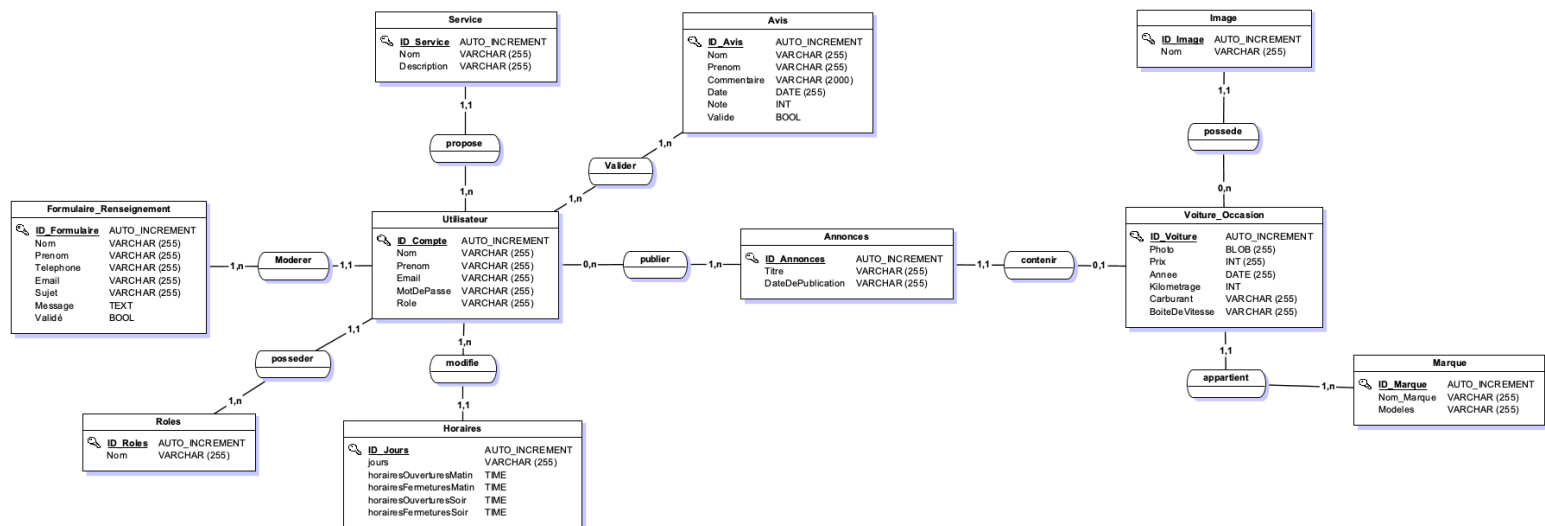 Service
ID_Service AUTO_INCREMENT
Nom VARCHAR (255)
Description VARCHAR (255)
1,1
propose
1,n
Avis
ID_Avis AUTO_INCREMENT
Nom VARCHAR (255)
Prenom VARCHAR (255)
Commentaire VARCHAR (2000)
Date DATE (255)
Note INT
Valide BOOL
1,n
Valider
1,n
Image
ID_Image AUTO_INCREMENT
Nom VARCHAR (255)
1,1
possede
0,n
Formulaire_Renseignement
ID_Formulaire AUTO_INCREMENT
Nom VARCHAR (255)
Prenom VARCHAR (255)
Telephone VARCHAR (255)
Email VARCHAR (255)
Sujet VARCHAR (255)
Message TEXT
Validé BOOL
1,n
Moderer
1,1
Utilisateur
ID_Compte AUTO_INCREMENT
Nom VARCHAR (255)
Prenom VARCHAR (255)
Email VARCHAR (255)
MotDePasse VARCHAR (255)
Role VARCHAR (255)
0,n
publier
1,n
Annonces
ID_Annonces AUTO_INCREMENT
Titre VARCHAR (255)
DateDePublication VARCHAR (255)
1,1
contenir
0,1
Voiture_Occasion
ID_Voiture AUTO_INCREMENT
Photo BLOB (255)
Prix INT (255)
Annee DATE (255)
Kilometrage INT
Carburant VARCHAR (255)
BoiteDeVitesse VARCHAR (255)
1,1
posseder
1,n
Roles
ID_Roles AUTO_INCREMENT
Nom VARCHAR (255)
1,n
modifie
1,1
Horaires
ID_Jours AUTO_INCREMENT
jours VARCHAR (255)
horairesOuverturesMatin TIME
horairesFermeturesMatin TIME
horairesOuverturesSoir TIME
horairesFermeturesSoir TIME
1,1
appartient
1,n
Marque
ID_Marque AUTO_INCREMENT
Nom_Marque VARCHAR (255)
Modeles VARCHAR (255)